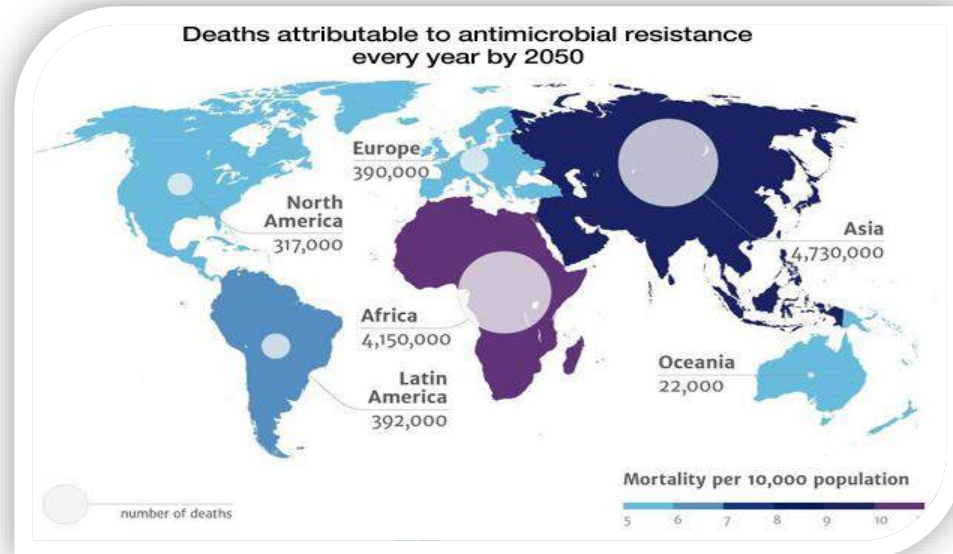 Deaths attributable to antimicrobial resistance
every year by 2050
Europe
390,000
North
America
317,000
Asia
4,730,000
Africa
4,150,000
Latin
America
392,000
Oceania
22,000
Mortality per 10,000 population
5 6 7 8 9 10
number of deaths